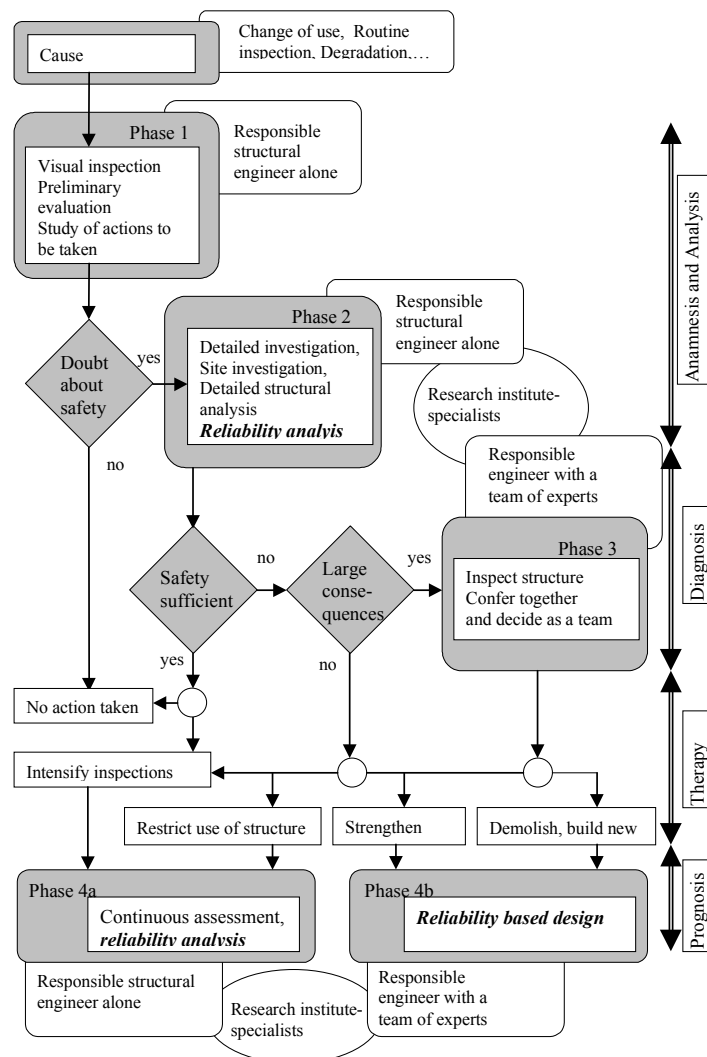 Change of use,  Routine
inspection, Degradation,…
Cause
Phase 1
Responsible
structural
engineer alone
Visual inspection
Preliminary
evaluation
Study of actions to
be taken
Anamnesis and Analysis
Phase 2
Responsible
structural
engineer alone
Doubt
about
safety
yes
Detailed investigation,
Site investigation,
Detailed structural
analysis
Reliability analyis
Research institute-
specialists
no
Responsible
engineer with a
team of experts
Diagnosis
Phase 3
Safety
sufficient
no
Large
conse-
quences
yes
Inspect structure
Confer together
and decide as a team
yes
no
No action taken
Therapy
Intensify inspections
Restrict use of structure
Strengthen
Demolish, build new
Prognosis
Phase 4a
Continuous assessment,
reliability analysis
Phase 4b
Reliability based design
Responsible structural
engineer alone
Research institute-
specialists
Responsible
engineer with a
team of experts